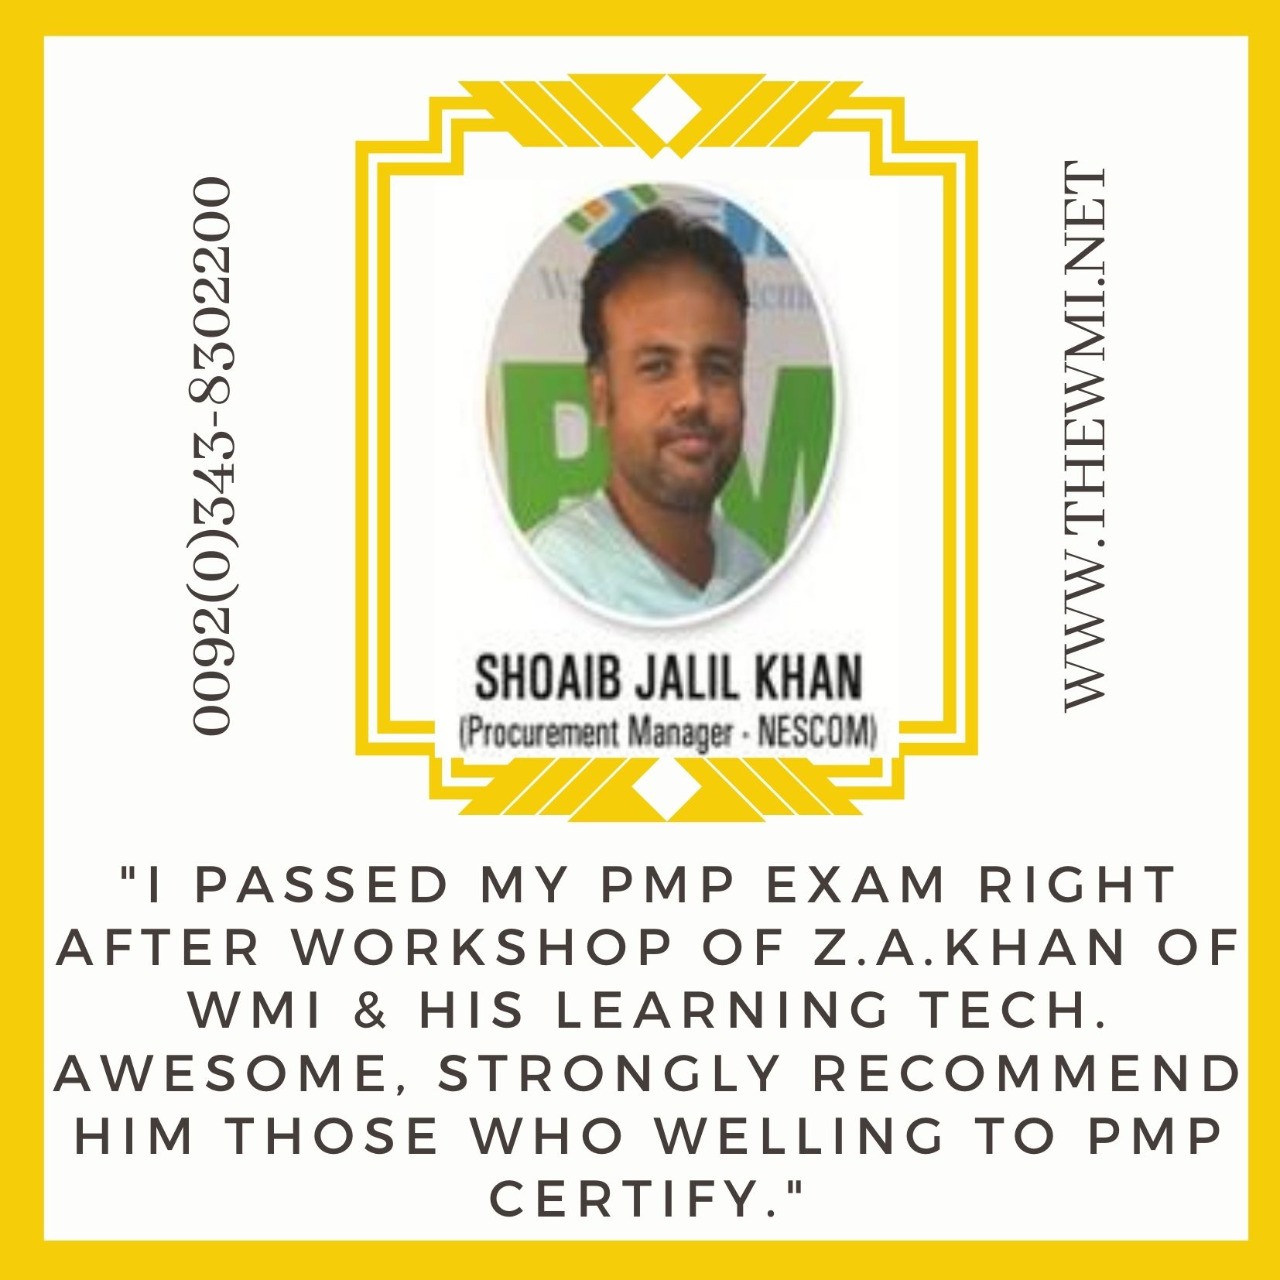 0092(0)343-8302200
WWW.THEWMI.NET
SHOAIB JALIL KHAN
(Procurement Manager - NESCOM)
"I PASSED MY PMP EXAM RIGHT
AFTER WORKSHOP OF Z.A.KHAN OF
WMI & HIS LEARNING TECH.
AWESOME, STRONGLY RECOMMEND
HIM THOSE WHO WELLING TO PMP
CERTIFY."